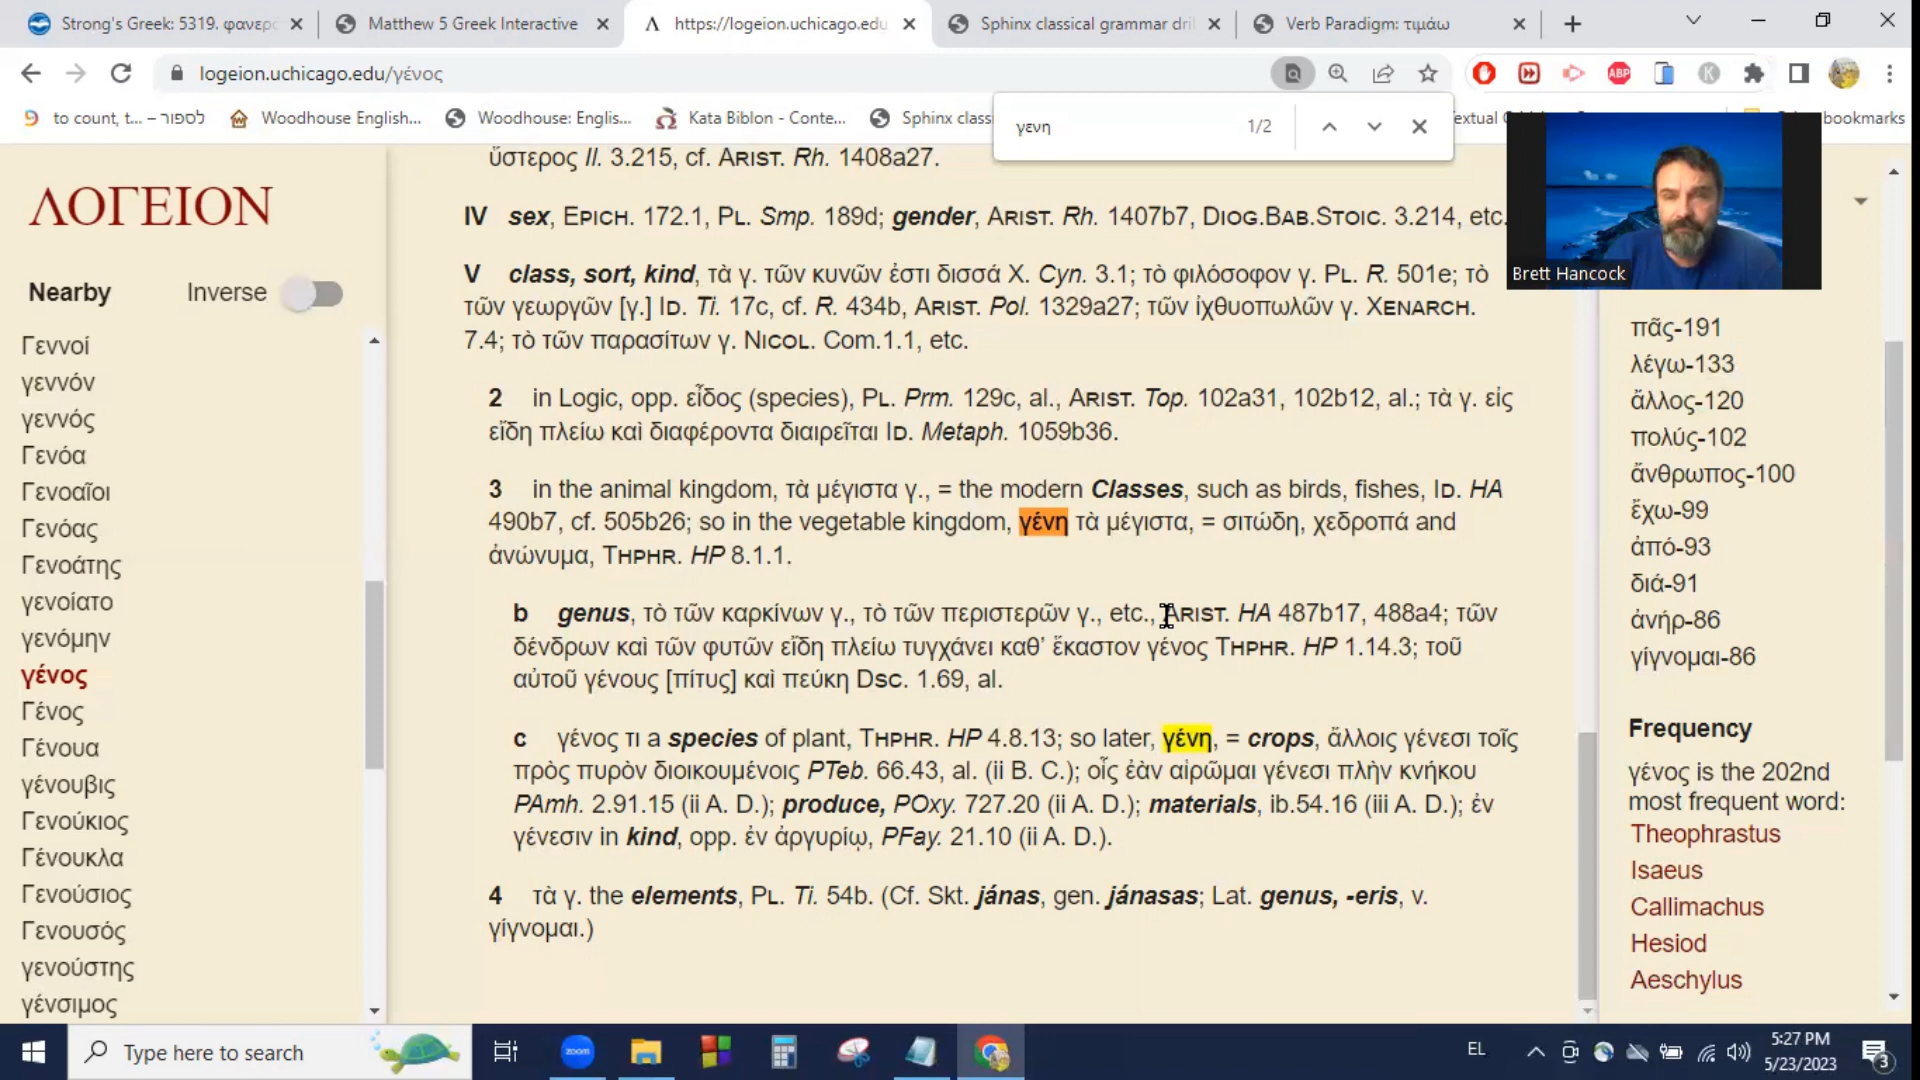 Strong's Greek: 5319. φανερο
Matthew 5 Greek Interactive
https://logeion.uchicago.edu
Sphinx classical grammar dril
Verb Paradigm: τιμάω
logeion.uchicago.edu/γένος
to count, t... – לספור
Woodhouse English...
Woodhouse: Englis...
Kata Biblon - Conte...
Sphinx class
extual Critic
bookmarks
γενη
1/2
ΛΟΓΕΙΟΝ
Nearby
Inverse
Γεννοί
γεννόν
γεννός
Γενόα
Γενοαῖοι
Γενόας
Γενοάτης
γενοίατο
γενόμην
γένος
Γένος
Γένουα
γένουβις
Γενούκιος
Γένουκλα
Γενούσιος
Γενουσός
γενούστης
γένσιμος
ὕστερος Il. 3.215, cf. ARIST. Rh. 1408a27.
IV sex, EPICH. 172.1, PL. Smp. 189d; gender, ARIST. Rh. 1407b7, DIOG.BAB.STOIC. 3.214, etc.
V class, sort, kind, τὰ γ. τῶν κυνῶν ἐστι δισσά X. Cyn. 3.1; τὸ φιλόσοφον γ. PL. R. 501e; τὸ
τῶν γεωργῶν [γ.] ID. Ti. 17c, cf. R. 434b, ARIST. Pol. 1329a27; τῶν ἰχθυοπωλῶν γ. XENARCH.
7.4; τὸ τῶν παρασίτων γ. NICOL. Com.1.1, etc.
2 in Logic, opp. εἶδος (species), PL. Prm. 129c, al., ARIST. Top. 102a31, 102b12, al.; τὰ γ. εἰς
εἴδη πλείω καὶ διαφέροντα διαιρεῖται ID. Metaph. 1059b36.
3 in the animal kingdom, τὰ μέγιστα γ., = the modern Classes, such as birds, fishes, ID. HA
490b7, cf. 505b26; so in the vegetable kingdom, γένη τὰ μέγιστα, = σιτώδη, χεδροπά and
ἀνώνυμα, THPHR. HP 8.1.1.
b genus, τὸ τῶν καρκίνων γ., τὸ τῶν περιστερῶν γ., etc., ARIST. HA 487b17, 488a4; τῶν
δένδρων καὶ τῶν φυτῶν εἴδη πλείω τυγχάνει καθ’ ἕκαστον γένος THPHR. HP 1.14.3; τοῦ
αὐτοῦ γένους [πίτυς] καὶ πεύκη DSC. 1.69, al.
c γένος τι a species of plant, THPHR. HP 4.8.13; so later, γένη, = crops, ἄλλοις γένεσι τοῖς
πρὸς πυρὸν διοικουμένοις PTeb. 66.43, al. (ii B. C.); οἷς ἐὰν αἱρῶμαι γένεσι πλὴν κνήκου
PAmh. 2.91.15 (ii A. D.); produce, POxy. 727.20 (ii A. D.); materials, ib.54.16 (iii A. D.); ἐν
γένεσιν in kind, opp. ἐν ἀργυρίῳ, PFay. 21.10 (ii A. D.).
4 τὰ γ. the elements, PL. Ti. 54b. (Cf. Skt. jánas, gen. jánasas; Lat. genus, -eris, v.
γίγνομαι.)
Brett Hancock
πᾶς-191
λέγω-133
ἄλλος-120
πολύς-102
ἄνθρωπος-100
ἔχω-99
ἀπό-93
διά-91
ἀνήρ-86
γίγνομαι-86
Frequency
γένος is the 202nd
most frequent word:
Theophrastus
Isaeus
Callimachus
Hesiod
Aeschylus
Type here to search
zoom
EL
5:27 PM
5/23/2023
3